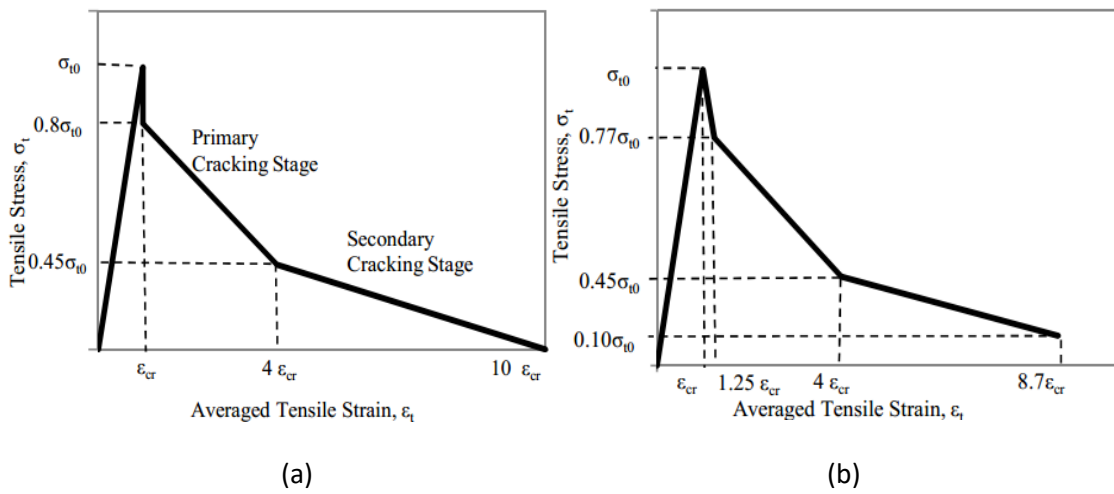 Tensile Stress, σt
σt0
0.8σt0
0.45σt0
Primary
Cracking Stage
Secondary
Cracking Stage
εcr
4 εcr
10 εcr
Averaged Tensile Strain, εt
(a)
Tensile Stress, σt
σt0
0.77σt0
0.45σt0
0.10σt0
εcr
1.25 εcr
4 εcr
8.7εcr
Averaged Tensile Strain, εt
(b)